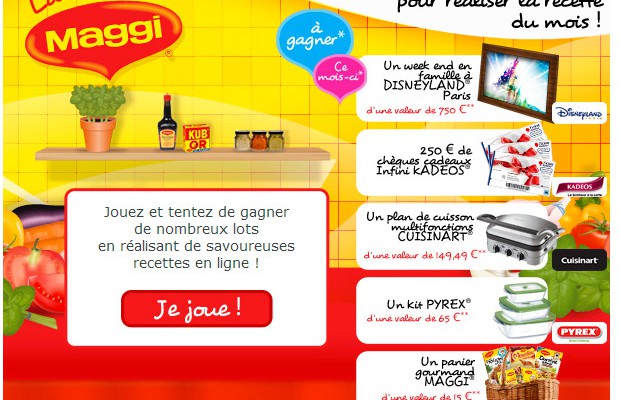 La
Maggi®
pour réaliser la recette
du mois !
à
gagner*
Ce
mois-ci*
KUB
OR
Un week end en
famille à
DISNEYLAND®
Paris
d'une valeur de 750 €**
DISNEYLAND
250 € de
chèques cadeaux
Infini KADEOS®
KADEOS
Un plan de cuisson
multifonctions
CUISINART®
d'une valeur de 149,49 €**
Cuisinart
Un Kit PYREX®
d'une valeur de 65 €**
PYREX®
Un panier
gourmand
MAGGI®
d'une valeur de 15 €**
Jouez et tentez de gagner
de nombreux lots
en réalisant de savoureuses
recettes en ligne !
Je joue !